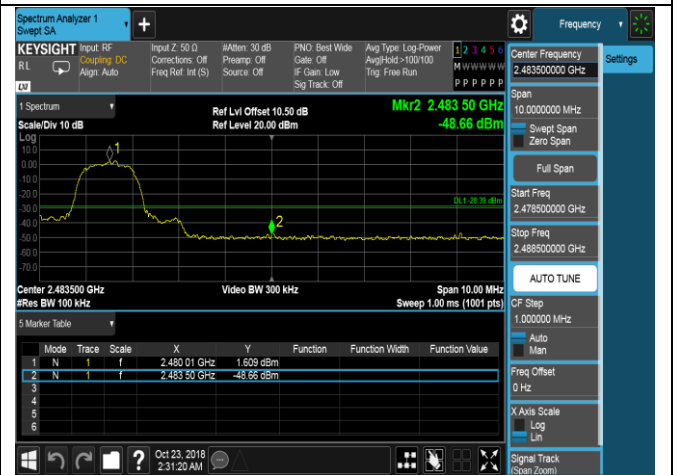 Spectrum Analyzer 1
Swept SA
+
Frequency
KEYSIGHT
RL
LXI
Input: RF
Coupling: DC
Align: Auto
Input Z: 50 Ω
Corrections: Off
Freq Ref: Int (S)
#Atten: 30 dB
Preamp: Off
Source: Off
PNO: Best Wide
Gate: Off
IF Gain: Low
Sig Track: Off
Avg Type: Log-Power
Avg|Hold:>100/100
Trig: Free Run
1 2 3 4 5 6
M W W W W W
P P P P P P
Center Frequency
2.483500000 GHz
Settings
Span
10.0000000 MHz
Swept Span
Zero Span
Full Span
Start Freq
2.478500000 GHz
Stop Freq
2.488500000 GHz
AUTO TUNE
CF Step
1.000000 MHz
Auto
Man
Freq Offset
0 Hz
X Axis Scale
Log
Lin
Signal Track
(Span Zoom)
1 Spectrum
Scale/Div 10 dB
Ref Lvl Offset 10.50 dB
Ref Level 20.00 dBm
Mkr2 2.483 50 GHz
-48.66 dBm
Log
10.0
0.00
-10.0
-20.0
-30.0
-40.0
-50.0
-60.0
-70.0
1
2
DL1 -28.39 dBm
Center 2.483500 GHz
#Res BW 100 kHz
Video BW 300 kHz
Span 10.00 MHz
Sweep 1.00 ms (1001 pts)
5 Marker Table
Mode Trace Scale X Y Function Function Width Function Value
1 N 1 f 2.480 01 GHz 1.609 dBm
2 N 1 f 2.483 50 GHz -48.66 dBm
3
4
5
6
?
Oct 23, 2018
2:31:20 AM